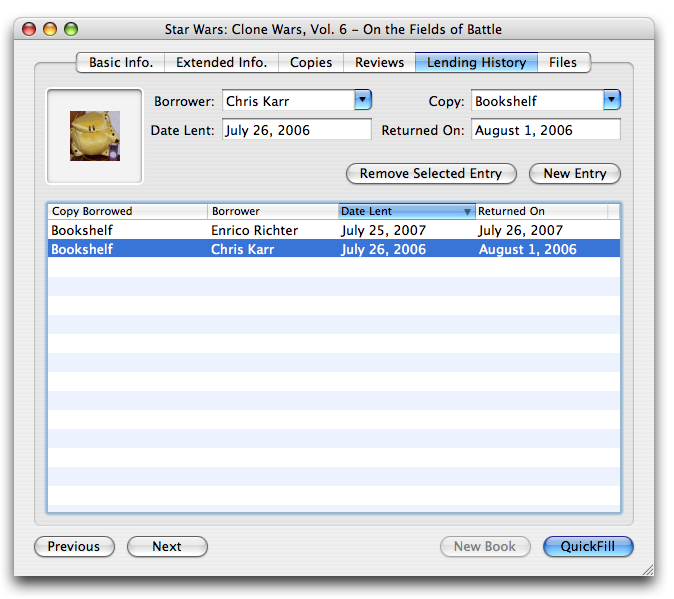 Star Wars: Clone Wars, Vol. 6 – On the Fields of Battle
Basic Info. Extended Info. Copies Reviews Lending History Files
Borrower: Chris Karr Copy: Bookshelf
Date Lent: July 26, 2006 Returned On: August 1, 2006
Remove Selected Entry New Entry
Copy Borrowed Borrower Date Lent Returned On
Bookshelf Enrico Richter July 25, 2007 July 26, 2007
Bookshelf Chris Karr July 26, 2006 August 1, 2006
Previous Next New Book QuickFill